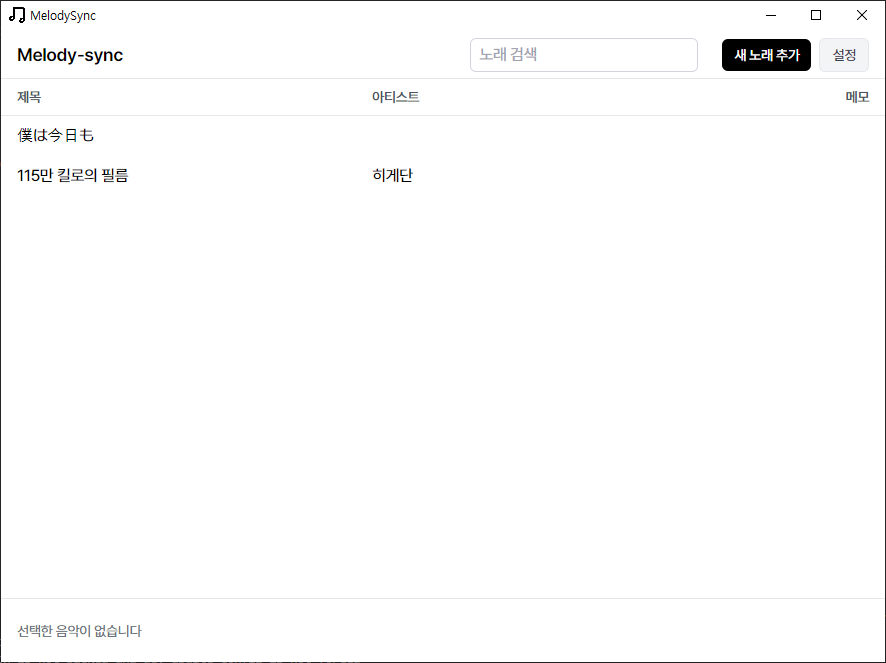 MelodySync
Melody-sync
노래 검색
새 노래 추가
설정
제목 아티스트 메모
僕は今日も
115만 킬로의 필름 히게단
선택한 음악이 없습니다